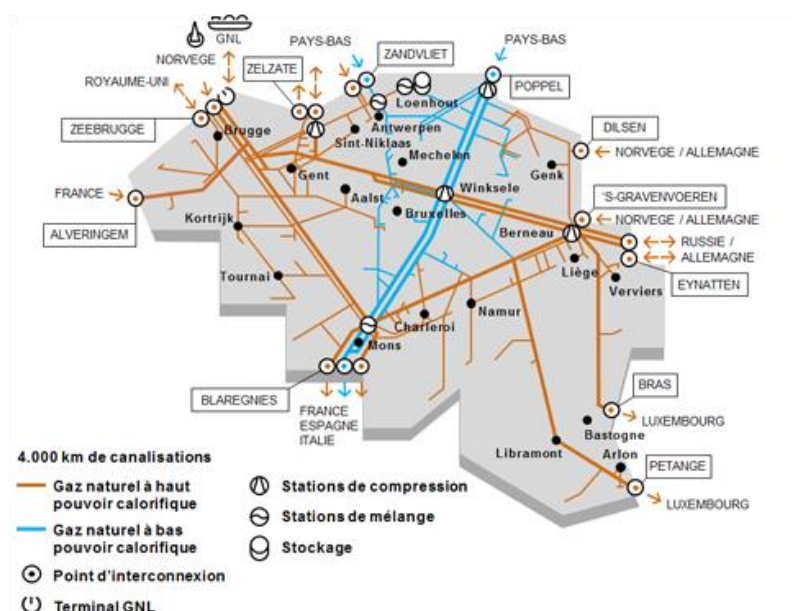 GNL
NORVEGE
ROYAUME-UNI
ZEEBRUGGE
Brugge
ZELZATE
PAYS-BAS
ZANDVLIET
PAYS-BAS
POPPEL
Loenhout
Antwerpen
Sint-Niklaas
Mechelen
Gent
Aalst
Bruxelles
Winksele
Genk
DILSEN
NORVEGE / ALLEMAGNE
'S-GRAVENVOEREN
NORVEGE / ALLEMAGNE
Berneau
RUSSIE /
ALLEMAGNE
EYNATTEN
Liège
Verviers
FRANCE
ALVERINGEM
Kortrijk
Tournai
Charleroi
Namur
Mons
BLAREGNIES
FRANCE
ESPAGNE
ITALIE
BRAS
LUXEMBOURG
Bastogne
Libramont
Arlon
PETANGE
LUXEMBOURG
4.000 km de canalisations
Gaz naturel à haut
pouvoir calorifique
Gaz naturel à bas
pouvoir calorifique
Point d'interconnexion
Terminal GNL
Stations de compression
Stations de mélange
Stockage